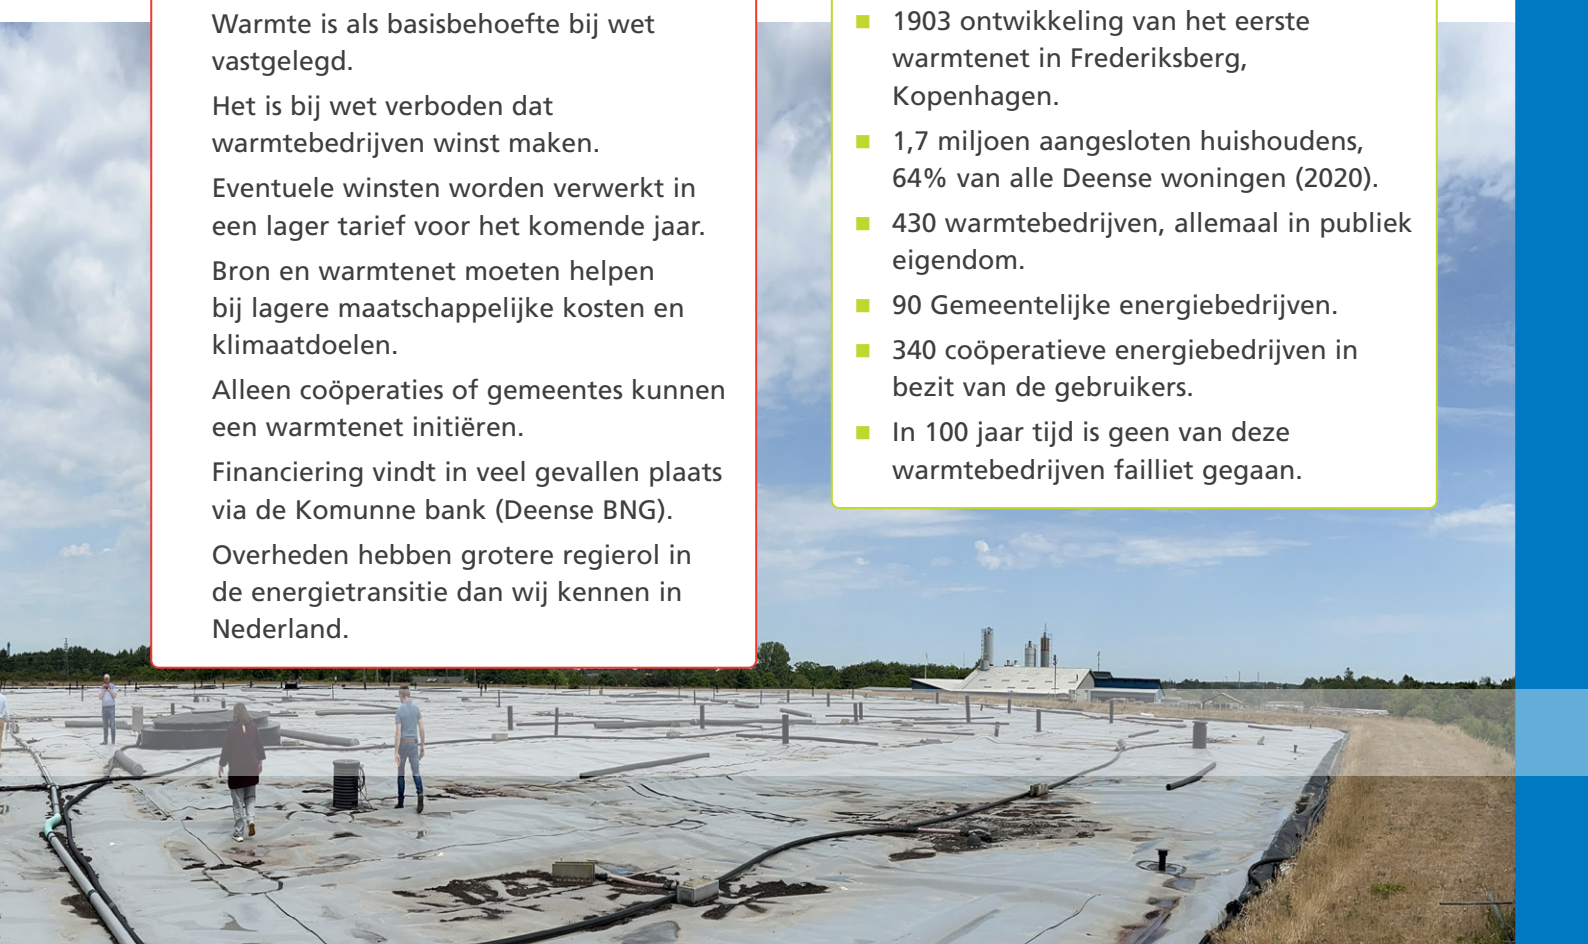 Warmte is als basisbehoefte bij wet
vastgelegd.
Het is bij wet verboden dat
warmtebedrijven winst maken.
Eventuele winsten worden verwerkt in
een lager tarief voor het komende jaar.
Bron en warmtenet moeten helpen
bij lagere maatschappelijke kosten en
klimaatdoelen.
Alleen coöperaties of gemeentes kunnen
een warmtenet initiëren.
Financiering vindt in veel gevallen plaats
via de Komunne bank (Deense BNG).
Overheden hebben grotere regierol in
de energietransitie dan wij kennen in
Nederland.
1903 ontwikkeling van het eerste
warmtenet in Frederiksberg,
Kopenhagen.
1,7 miljoen aangesloten huishoudens,
64% van alle Deense woningen (2020).
430 warmtebedrijven, allemaal in publiek
eigendom.
90 Gemeentelijke energiebedrijven.
340 coöperatieve energiebedrijven in
bezit van de gebruikers.
In 100 jaar tijd is geen van deze
warmtebedrijven failliet gegaan.